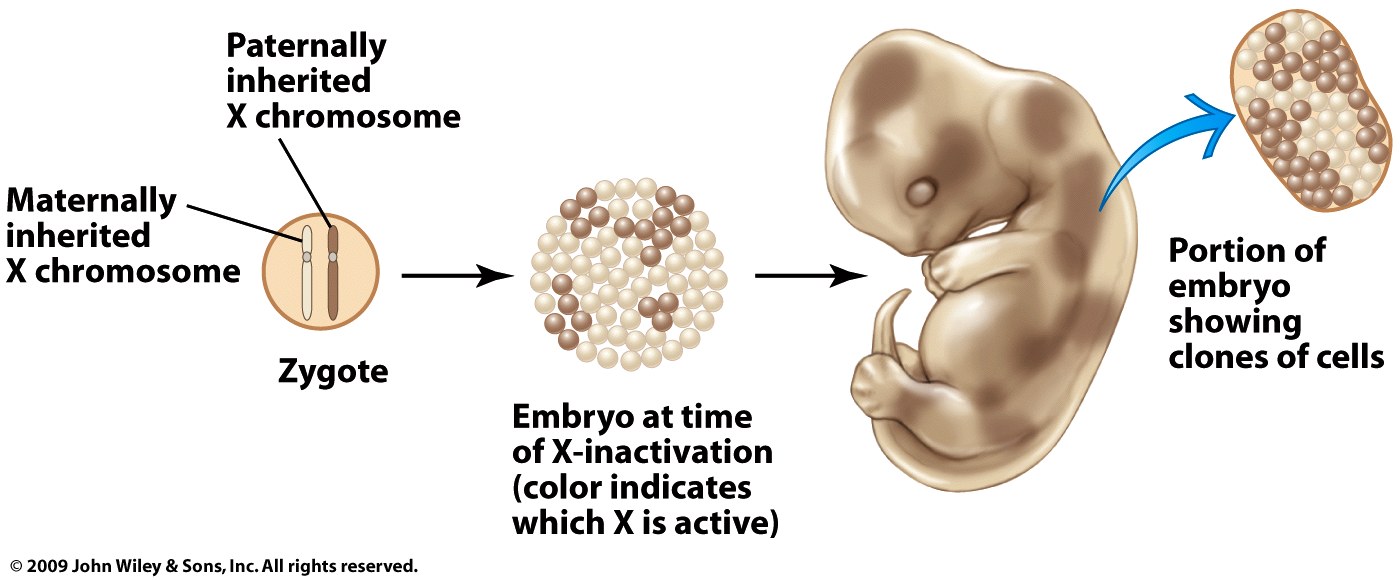 Paternally
inherited
X chromosome
Maternally
inherited
X chromosome
Zygote
Embryo at time
of X-inactivation
(color indicates
which X is active)
Portion of
embryo
showing
clones of cells
© 2009 John Wiley & Sons, Inc. All rights reserved.